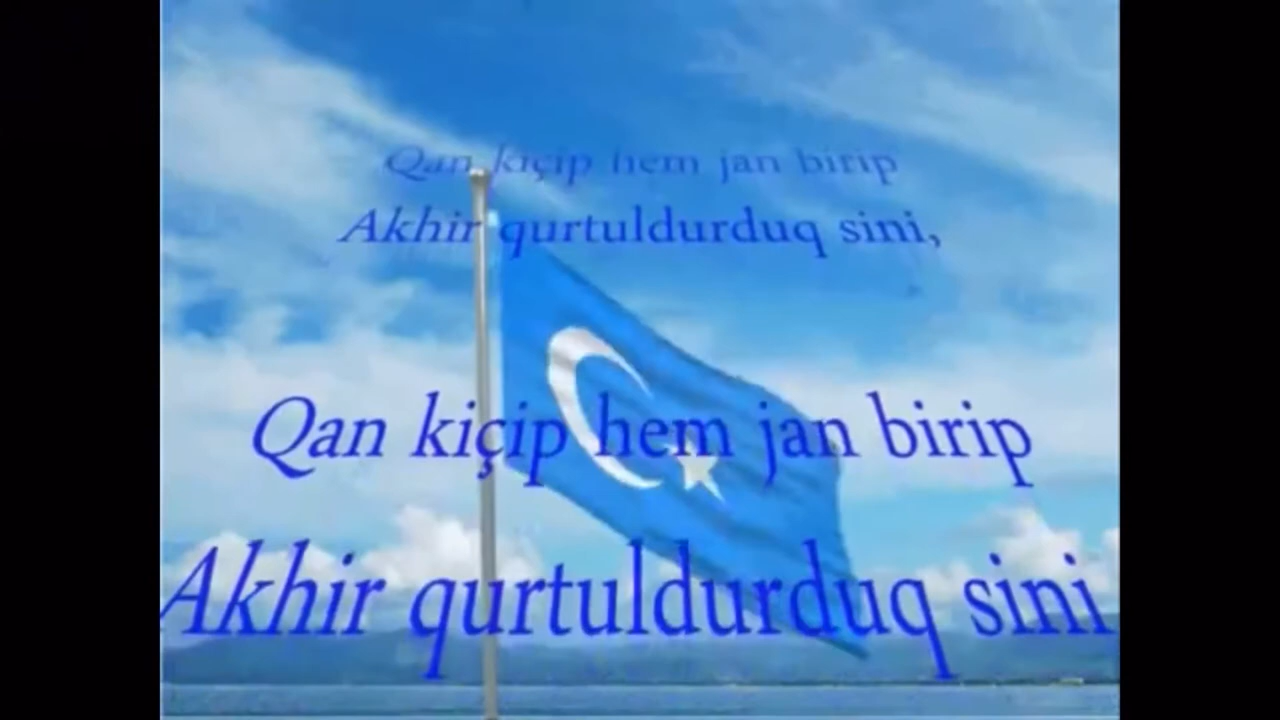 Qan kiçip hem jan birip
Akhir qurtuldurduq sini,
Qan kiçip hem jan birip
Akhir qurtuldurduq sini